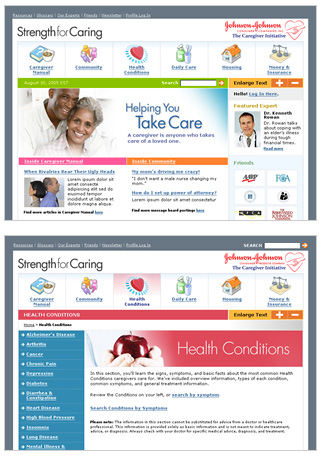 Resources | Glossary | Our Experts | Friends | Newsletter | Profile Log In
StrengthforCaring
Johnson & Johnson
CONSUMER COMPANIES, INC.
The Caregiver Initiative
Caregiver Manual
Community
Health Conditions
Daily Care
Housing
Money & Insurance
August 30, 2005 EST
Search
Enlarge Text + -
Hello! Log In Here.
Helping You
Take Care
A caregiver is anyone who takes
care of a loved one.
Featured Expert
Dr. Kenneth
Rowan
Dr. Rowan talks
about coping with
an elder's illness
during tough
financial times.
Read more
Inside Caregiver Manual
When Rivalries Rear Their Ugly Heads
Lorem ipsum dolor sit
amet consecte
adipiscing elit sed do
eiusmod tempor
incididunt ut labore et
dolore magna alique.
Find more articles in Caregiver Manual here
Inside Community
My mom's driving me crazy!
"I don't want a male nurse changing my
mom."
How do I set up power of attorney?
Lorem ipsum dolor sit amet consectetur
Find more message board postings here
Friends
Resources | Glossary | Our Experts | Friends | Newsletter | Profile Log In
SEARCH
StrengthforCaring
Johnson & Johnson
CONSUMER COMPANIES, INC.
The Caregiver Initiative
Caregiver Manual
Community
Health Conditions
Daily Care
Housing
Money & Insurance
HEALTH CONDITIONS
Enlarge Text + -
Home > Health Conditions
Alzheimer's Disease
Arthritis
Cancer
Chronic Pain
Depression
Diabetes
Diarrhea &
Constipation
Heart Disease
High Blood Pressure
Insomnia
Lung Disease
Mental Illness &
Health Conditions
In this section, you'll learn the signs, symptoms, and basic facts about the most common Health
Conditions caregivers care for. We've included overview information, types of each condition,
common symptoms, and general treatment information.
Review the Conditions on your left, or search by symptom.
Search Conditions by Symptoms
Please note: The information in this section cannot be substituted for advice from a doctor or healthcare
professional. This information is provided solely as basic information and is not meant to indicate treatment,
advice, or diagnosis. Always check with your doctor for specific medical advice, diagnosis, and treatment.